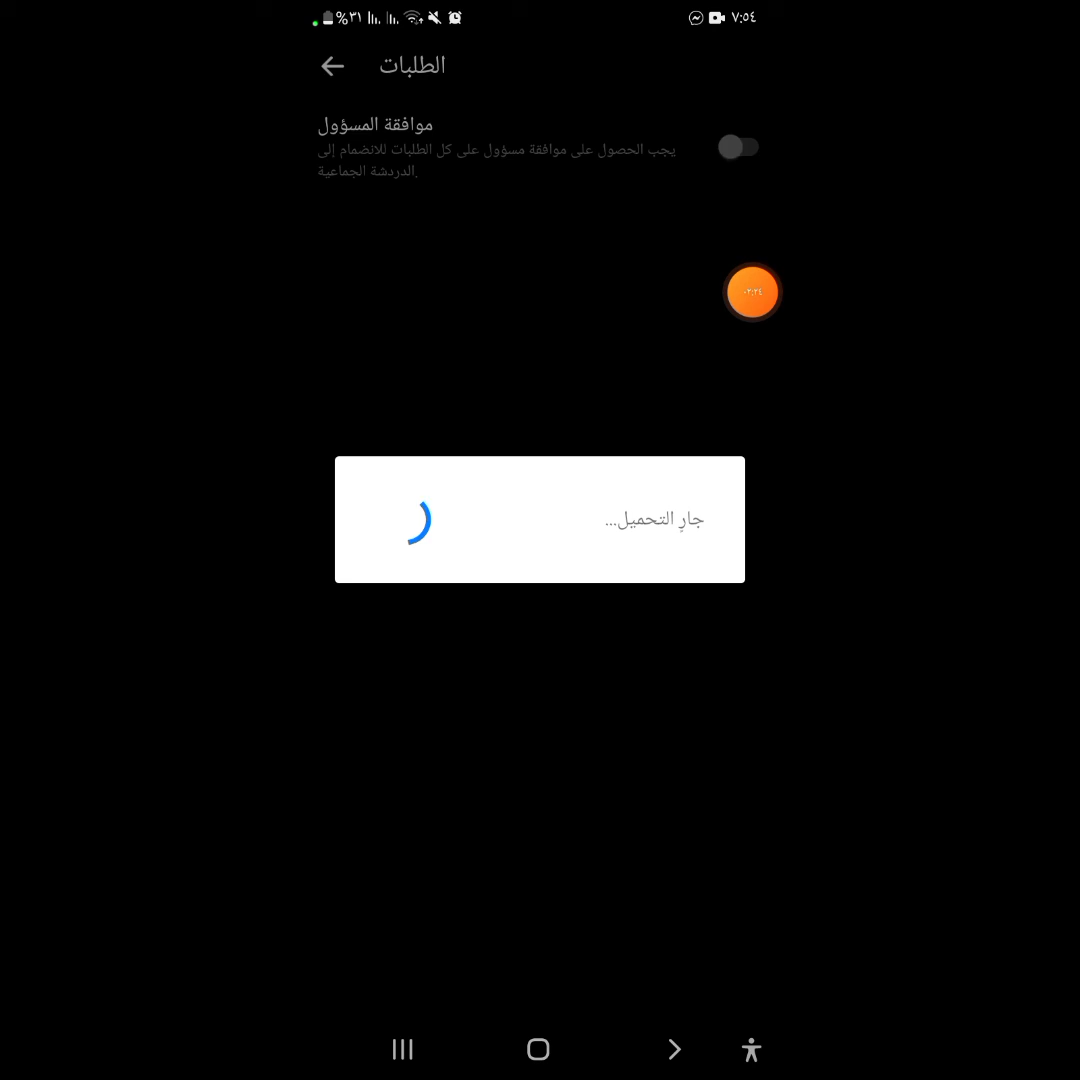 %٣١
٧:٥٤
الطلبات
موافقة المسؤول
يجب الحصول على موافقة مسؤول على كل الطلبات للانضمام إلى
الدردشة الجماعية.
جارٍ التحميل...